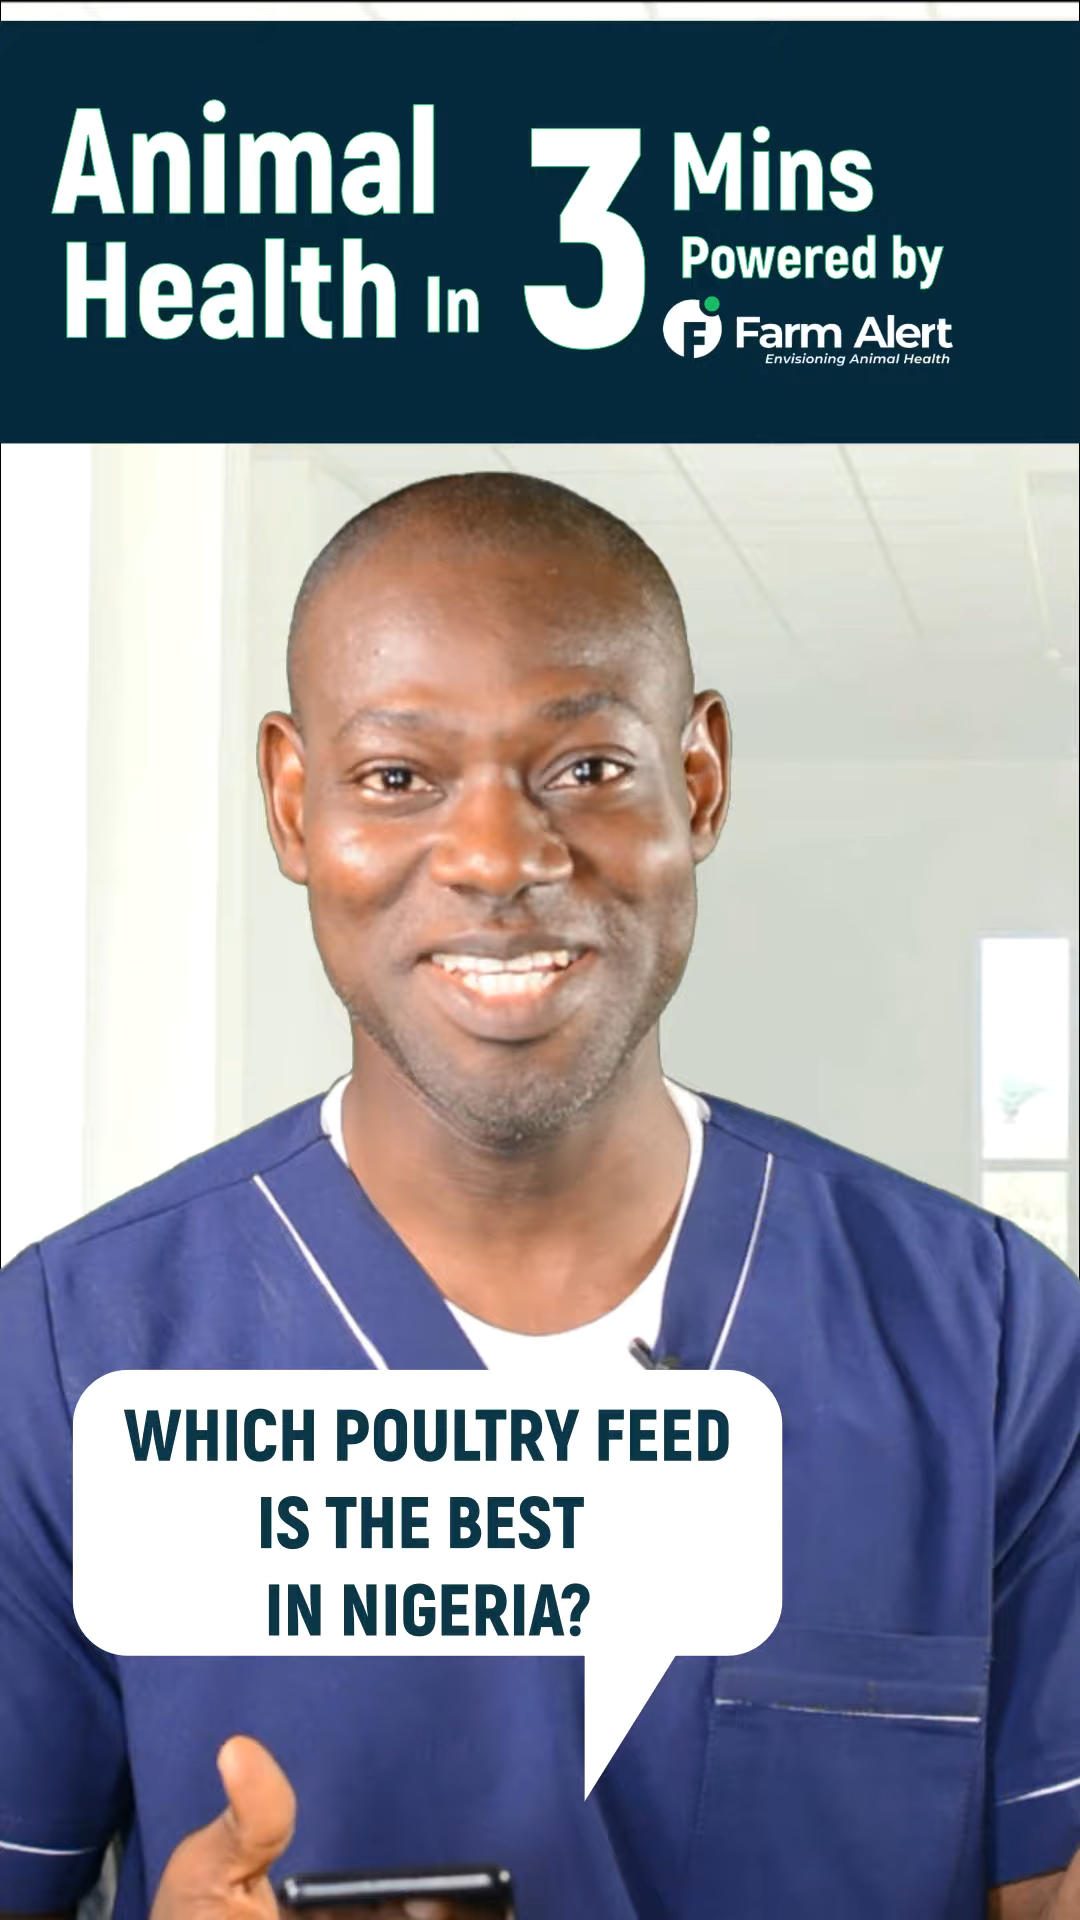 Animal
Health In
3
Mins
Powered by
Farm Alert
Envisioning Animal Health
WHICH POULTRY FEED
IS THE BEST
IN NIGERIA?